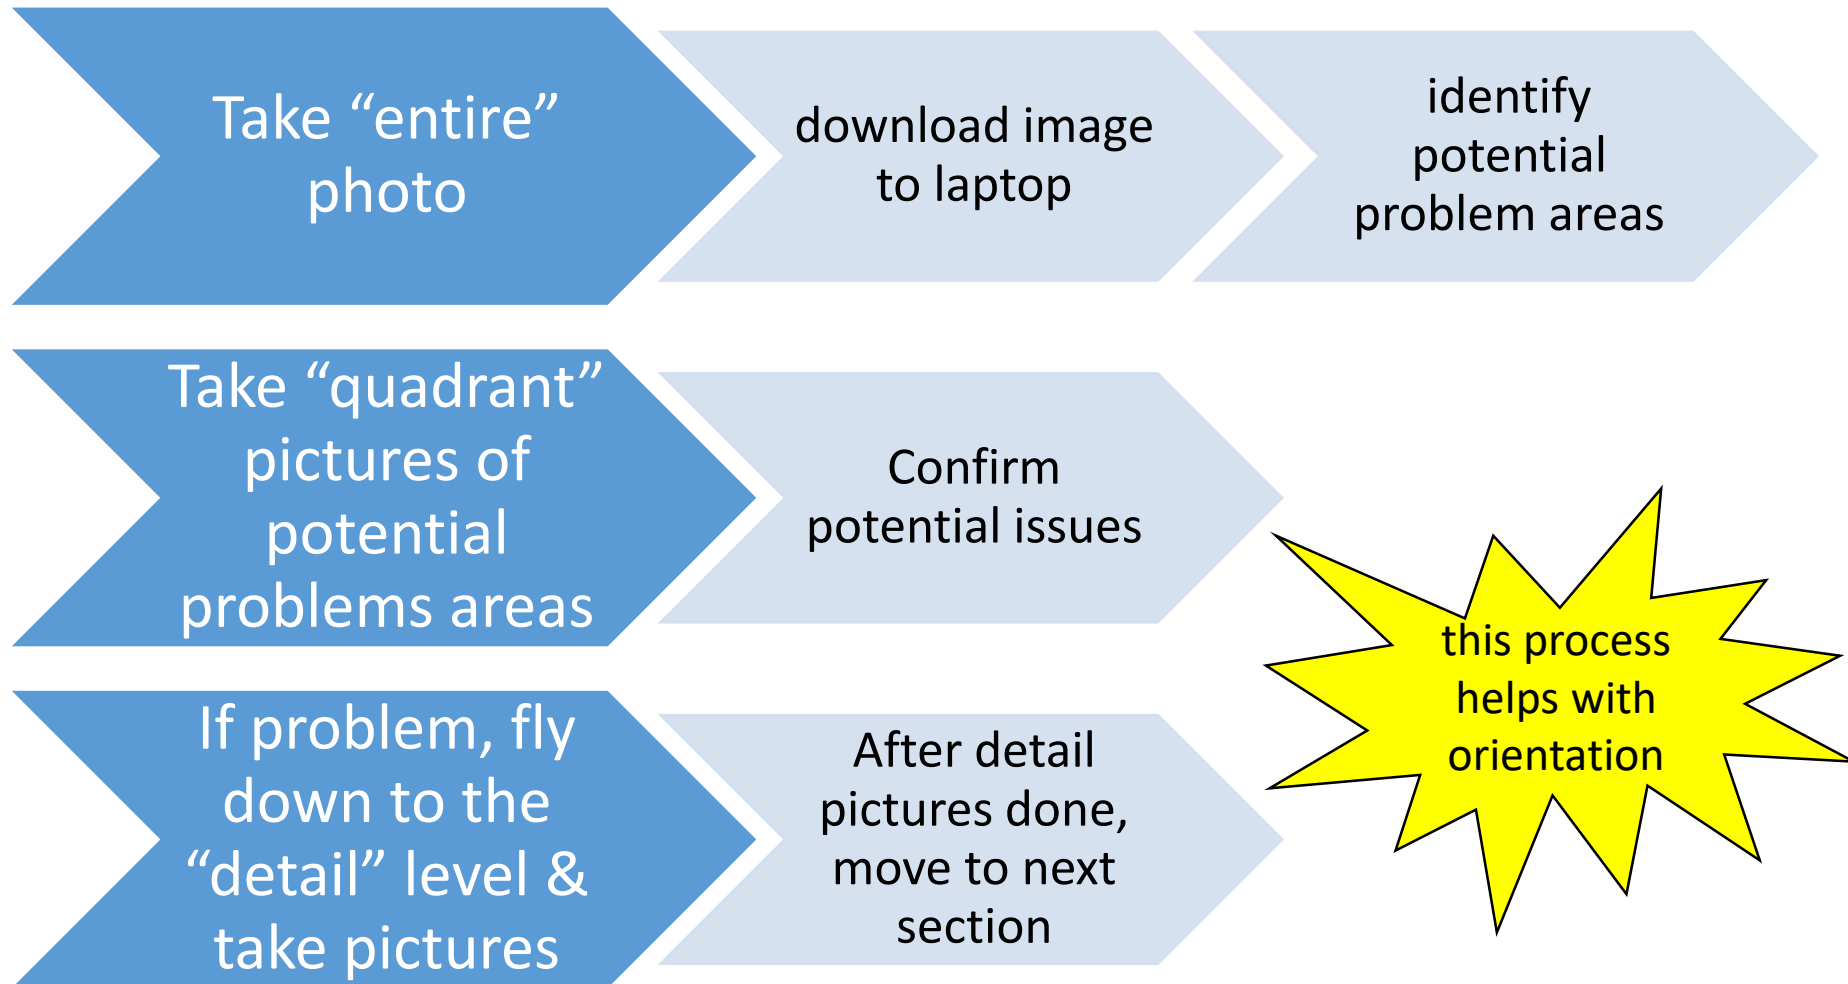 Take “entire”
photo
download image
to laptop
identify
potential
problem areas
Take “quadrant”
pictures of
potential
problems areas
Confirm
potential issues
If problem, fly
down to the
“detail” level &
take pictures
After detail
pictures done,
move to next
section
this process
helps with
orientation